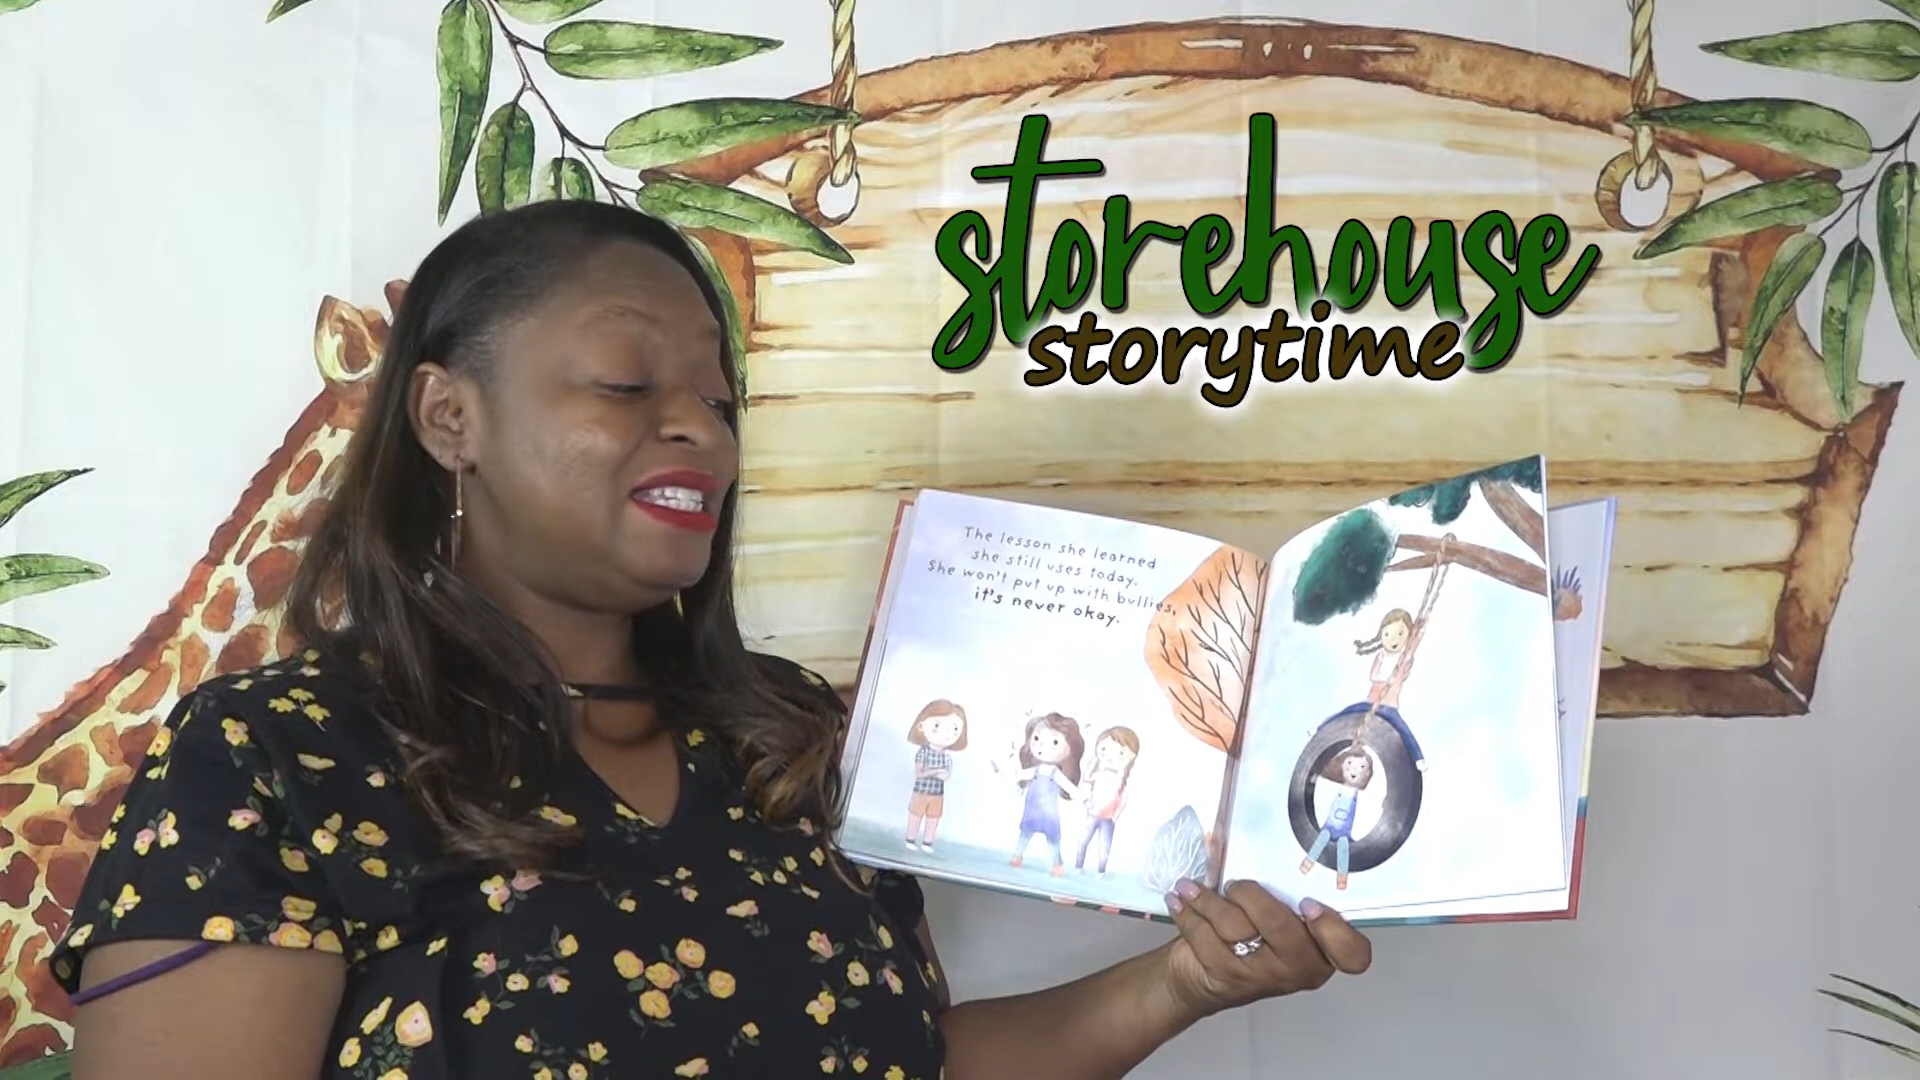 storehouse
storytime
The lesson she learned
she still uses today.
She won't put up with bullies,
it's never okay.